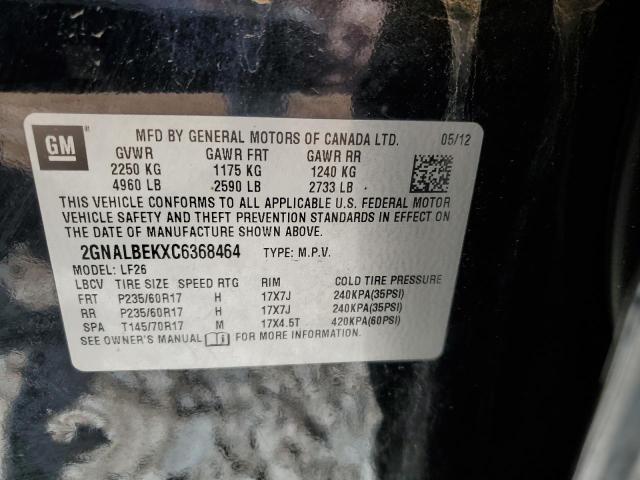 GM
MFD BY GENERAL MOTORS OF CANADA LTD. 05/12
GVWR GAWR FRT GAWR RR
2250 KG 1175 KG 1240 KG
4960 LB 2590 LB 2733 LB
THIS VEHICLE CONFORMS TO ALL APPLICABLE U.S. FEDERAL MOTOR
VEHICLE SAFETY AND THEFT PREVENTION STANDARDS IN EFFECT ON
THE DATE OF MANUFACTURE SHOWN ABOVE.
2GNALBEKXC6368464 TYPE: M.P.V.
MODEL: LF26
LBCV TIRE SIZE SPEED RTG RIM COLD TIRE PRESSURE
FRT P235/60R17 H 17X7J 240KPA(35PSI)
RR P235/60R17 H 17X7J 240KPA(35PSI)
SPA T145/70R17 M 17X4.5T 420KPA(60PSI)
SEE OWNER'S MANUAL FOR MORE INFORMATION